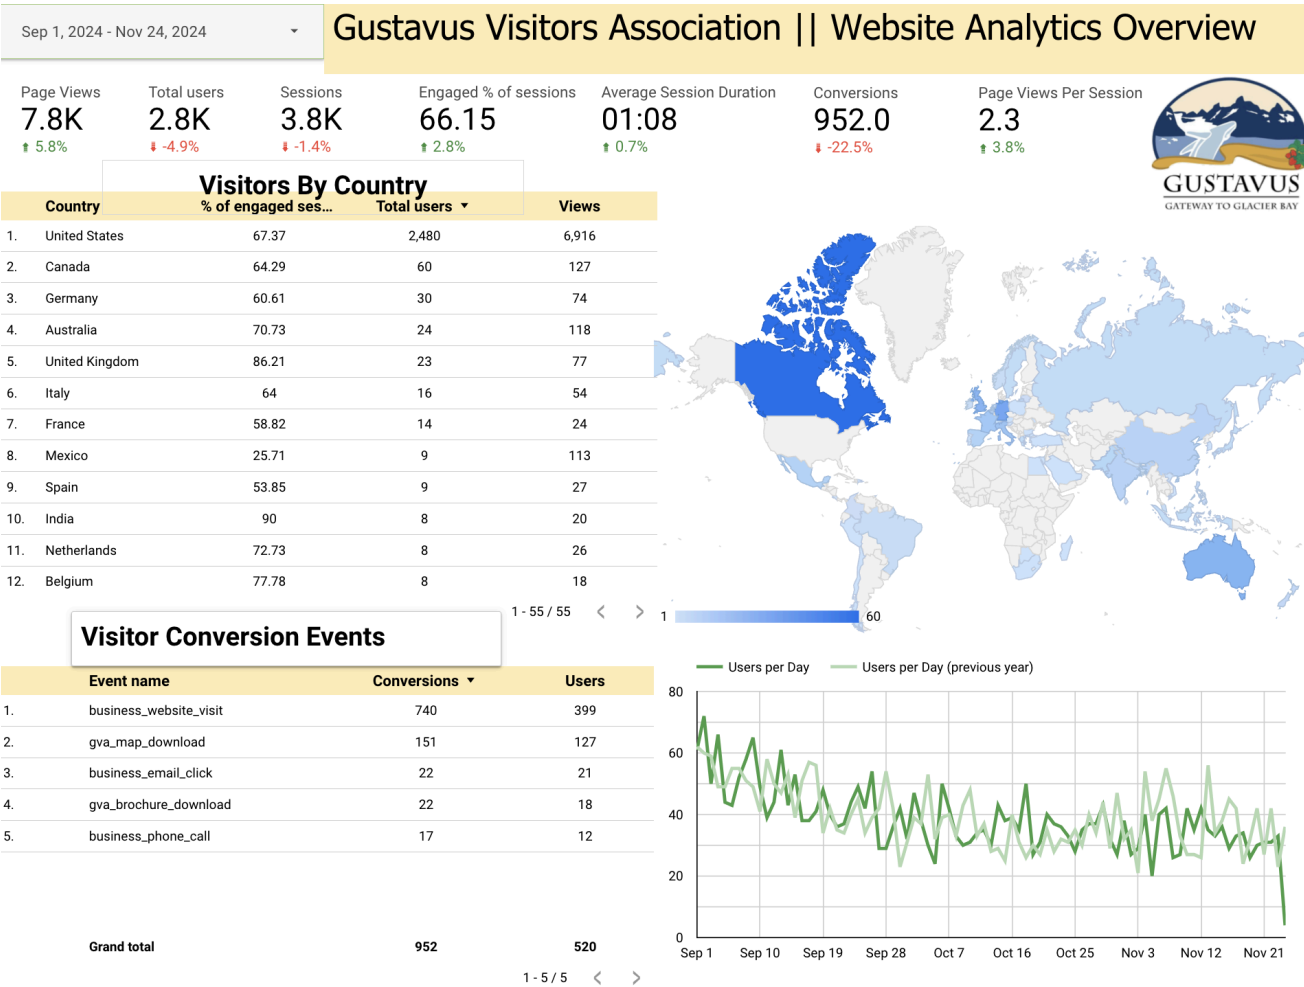 Sep 1, 2024 - Nov 24, 2024
Gustavus Visitors Association || Website Analytics Overview
Page Views Total users Sessions Engaged % of sessions Average Session Duration Conversions Page Views Per Session
7.8K 2.8K 3.8K 66.15 01:08 952.0 2.3
5.8% -4.9% -1.4% 2.8% 0.7% -22.5% 3.8%
GUSTAVUS
GATEWAY TO GLACIER BAY
Visitors By Country
Country % of engaged ses... Total users Views
1. United States 67.37 2,480 6,916
2. Canada 64.29 60 127
3. Germany 60.61 30 74
4. Australia 70.73 24 118
5. United Kingdom 86.21 23 77
6. Italy 64 16 54
7. France 58.82 14 24
8. Mexico 25.71 9 113
9. Spain 53.85 9 27
10. India 90 8 20
11. Netherlands 72.73 8 26
12. Belgium 77.78 8 18
1 - 55 / 55
1 60
Visitor Conversion Events
Event name Conversions Users
1. business_website_visit 740 399
2. gva_map_download 151 127
3. business_email_click 22 21
4. gva_brochure_download 22 18
5. business_phone_call 17 12
Grand total 952 520
1 - 5 / 5
Users per Day Users per Day (previous year)
80
60
40
20
0
Sep 1 Sep 10 Sep 19 Sep 28 Oct 7 Oct 16 Oct 25 Nov 3 Nov 12 Nov 21